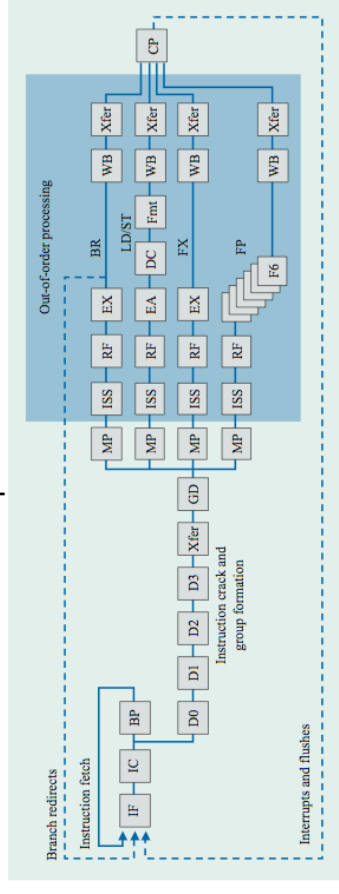 Branch redirects
Out-of-order processing
Instruction fetch
IF
IC
BP
D0
D1
D2
D3
Xfer
GD
Instruction crack and
group formation
BR
MP
ISS
RF
EX
WB
Xfer
LD/ST
MP
ISS
RF
EA
DC
Fmt
WB
Xfer
FX
MP
ISS
RF
EX
WB
Xfer
FP
MP
ISS
RF
F6
WB
Xfer
CP
Interrupts and flushes